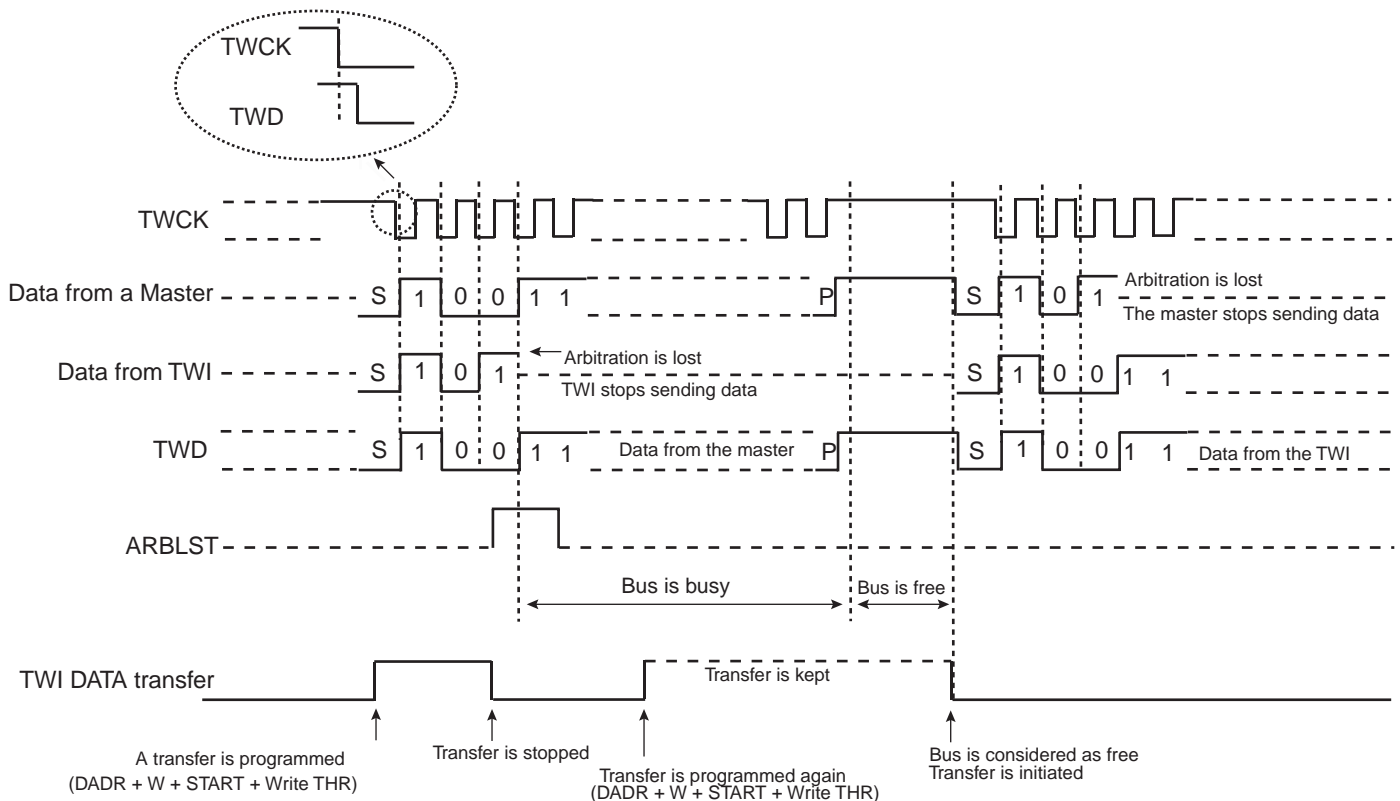 TWCK
TWD
TWCK
Data from a Master S 1 0 0 1 1 P S 1 0 1 Arbitration is lost
The master stops sending data
Data from TWI S 1 0 1 Arbitration is lost S 1 0 0 1 1
TWI stops sending data
TWD S 1 0 0 1 1 Data from the master P S 1 0 0 1 1 Data from the TWI
ARBLST
Bus is busy Bus is free
TWI DATA transfer Transfer is kept
A transfer is programmed
(DADR + W + START + Write THR)
Transfer is stopped
Transfer is programmed again
(DADR + W + START + Write THR)
Bus is considered as free
Transfer is initiated